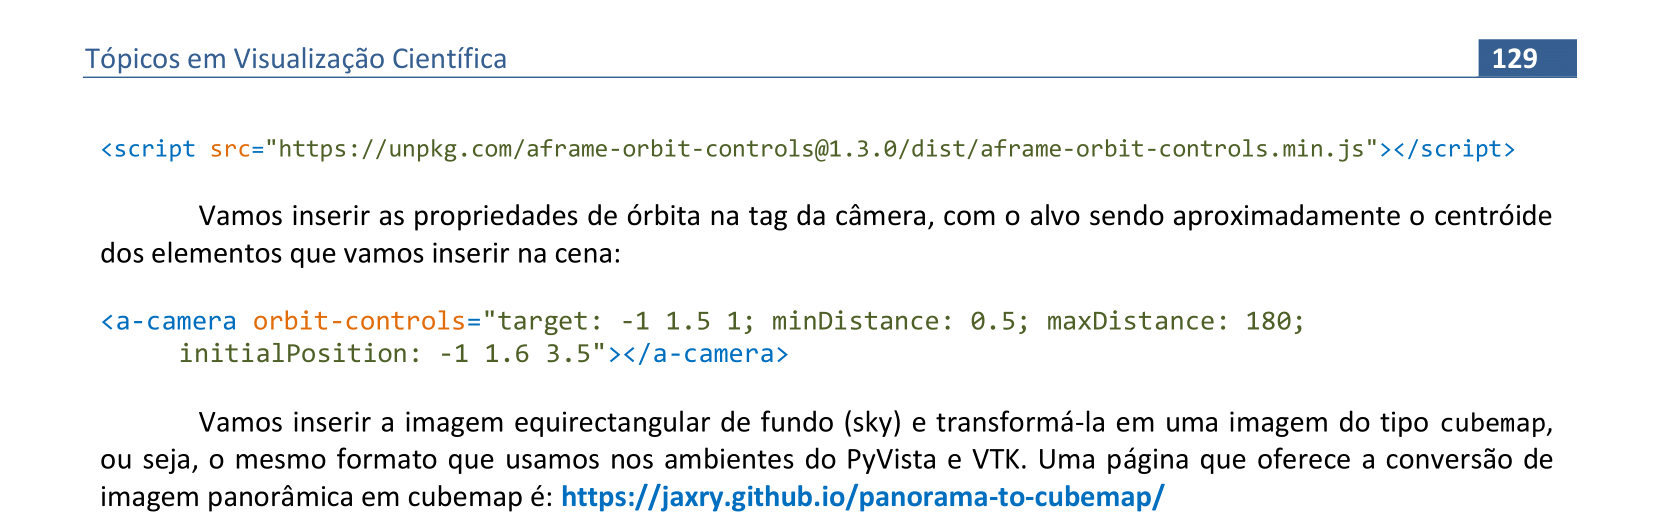 Tópicos em Visualização Científica 129
<script src="https://unpkg.com/aframe-orbit-controls@1.3.0/dist/aframe-orbit-controls.min.js"></script>
Vamos inserir as propriedades de órbita na tag da câmera, com o alvo sendo aproximadamente o centróide
dos elementos que vamos inserir na cena:
<a-camera orbit-controls="target: -1 1.5 1; minDistance: 0.5; maxDistance: 180;
initialPosition: -1 1.6 3.5"></a-camera>
Vamos inserir a imagem equirectangular de fundo (sky) e transformá-la em uma imagem do tipo cubemap,
ou seja, o mesmo formato que usamos nos ambientes do PyVista e VTK. Uma página que oferece a conversão de
imagem panorâmica em cubemap é: https://jaxry.github.io/panorama-to-cubemap/